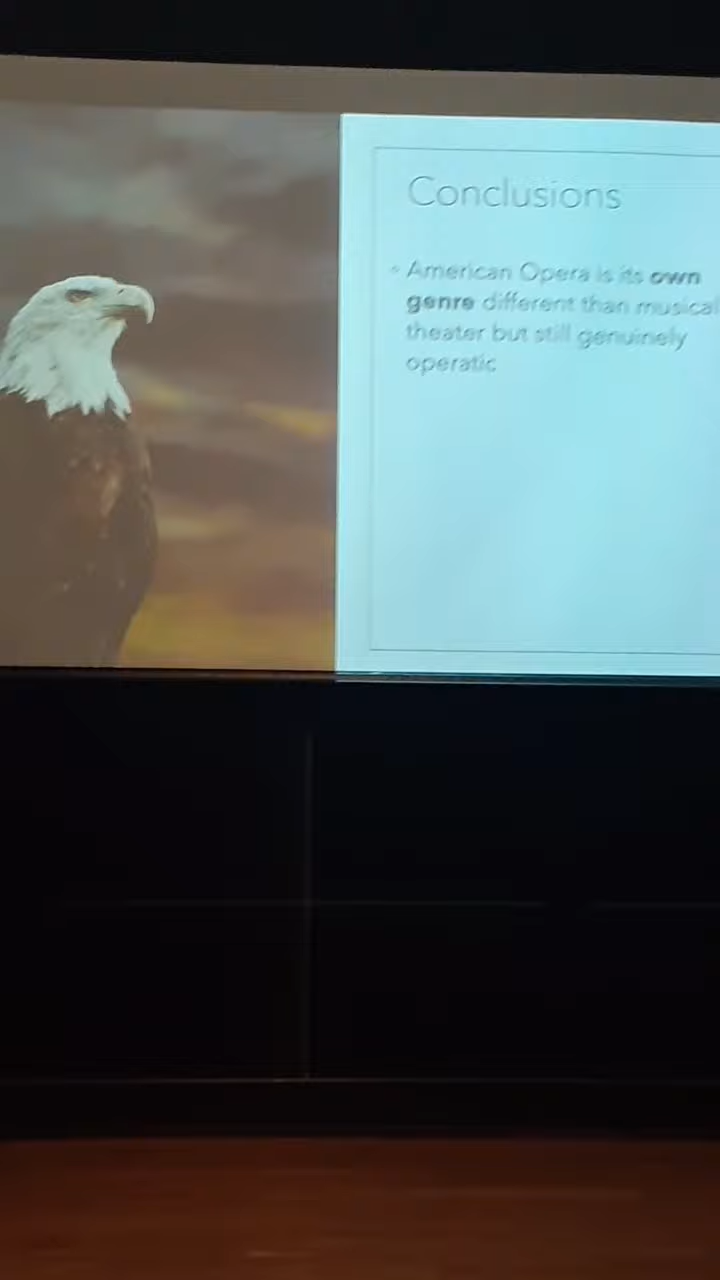 Conclusions
American Opera is its own
genre different than musical
theater but still genuinely
operatic